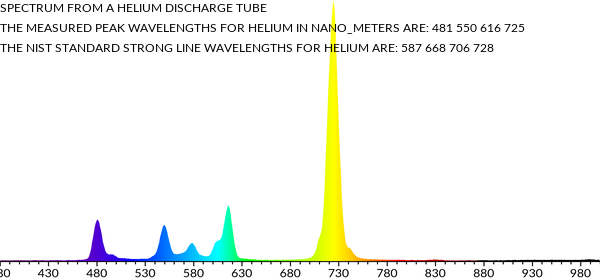 SPECTRUM FROM A HELIUM DISCHARGE TUBE
THE MEASURED PEAK WAVELENGTHS FOR HELIUM IN NANO_METERS ARE: 481 550 616 725
THE NIST STANDARD STRONG LINE WAVELENGTHS FOR HELIUM ARE: 587 668 706 728
80 430 480 530 580 630 680 730 780 830 880 930 980